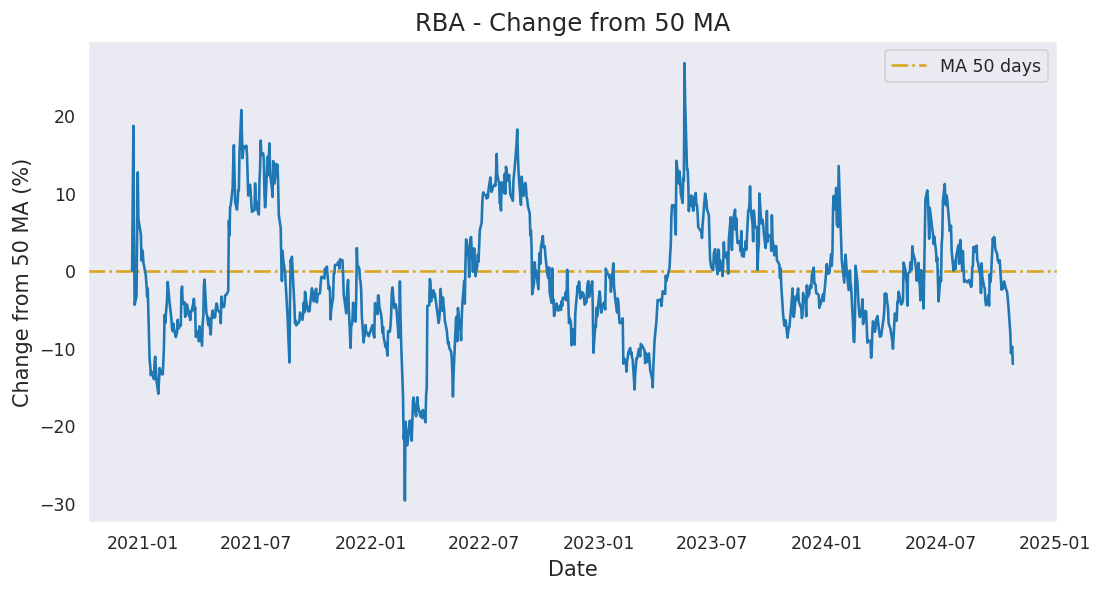 RBA - Change from 50 MA
MA 50 days
Change from 50 MA (%)
20
10
0
−10
−20
−30
2021-01 2021-07 2022-01 2022-07 2023-01 2023-07 2024-01 2024-07 2025-01
Date